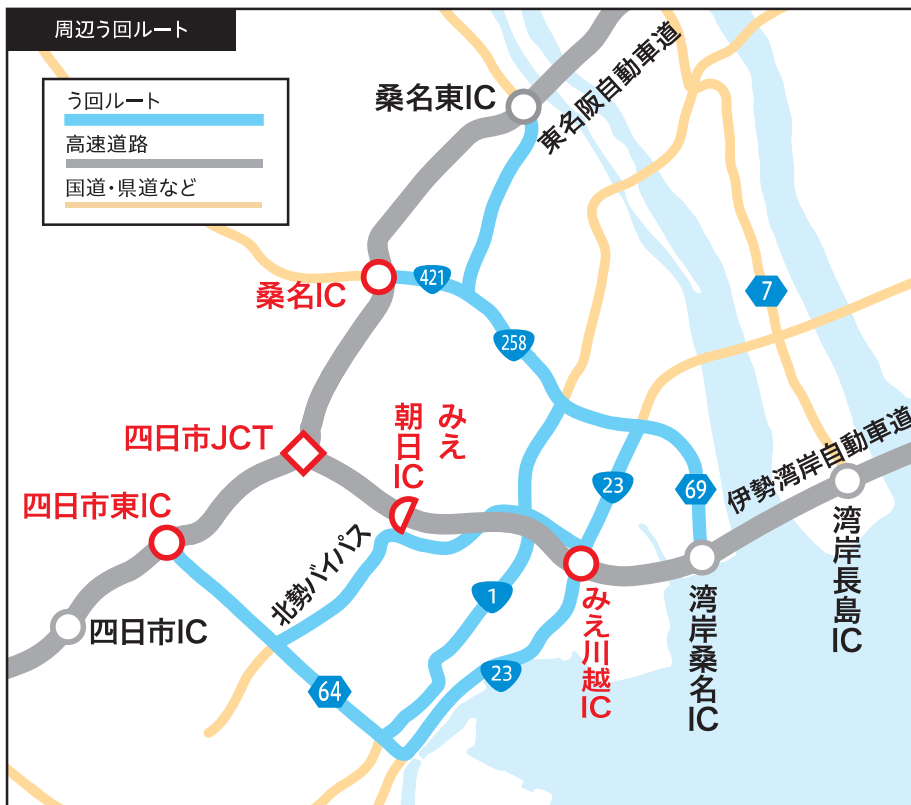 周辺う回ルート
う回ルート
高速道路
国道・県道など
桑名東IC
東名阪自動車道
桑名IC
421
7
258
四日市JCT
みえ
朝日IC
四日市東IC
23
69
伊勢湾岸自動車道
湾岸長島IC
北勢バイパス
1
みえ川越IC
湾岸桑名IC
四日市IC
64
23